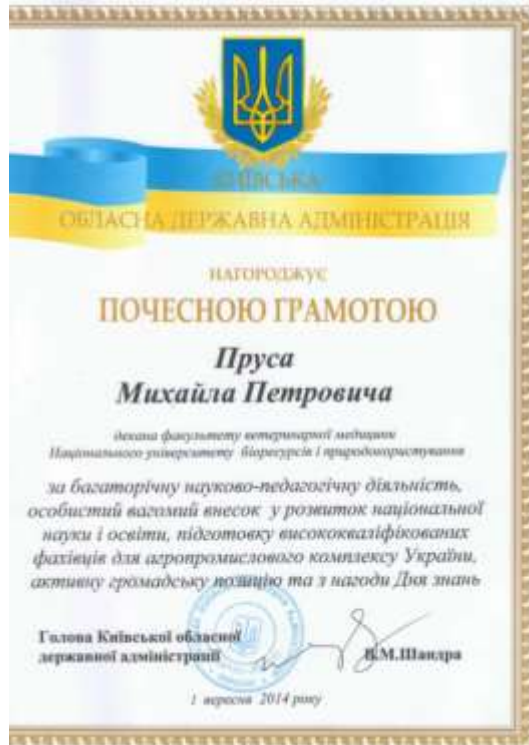 КИЇВСЬКА
ОБЛАСНА ДЕРЖАВНА АДМІНІСТРАЦІЯ
НАГОРОДЖУЄ
ПОЧЕСНОЮ ГРАМОТОЮ
Пруса
Михайла Петровича
декана факультету ветеринарної медицини
Національного університету біоресурсів і природокористування
за багаторічну науково-педагогічну діяльність,
особистий вагомий внесок у розвиток національної
науки і освіти, підготовку висококваліфікованих
фахівців для агропромислового комплексу України,
активну громадську позицію та з нагоди Дня знань
Голова Київської обласної
державної адміністрації
В.М.Шандра
1 вересня 2014 року